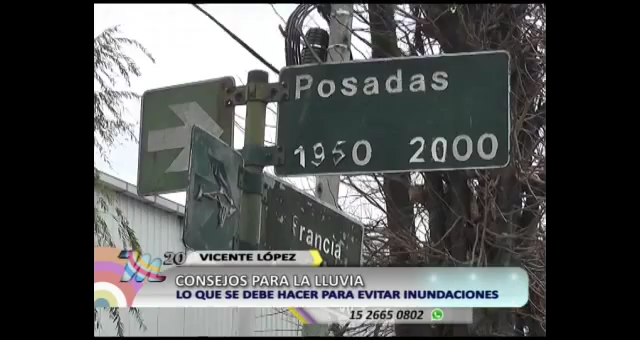 Posadas
1950 2000
Francia
m20
VICENTE LÓPEZ
CONSEJOS PARA LA LLUVIA
LO QUE SE DEBE HACER PARA EVITAR INUNDACIONES
15 2665 0802